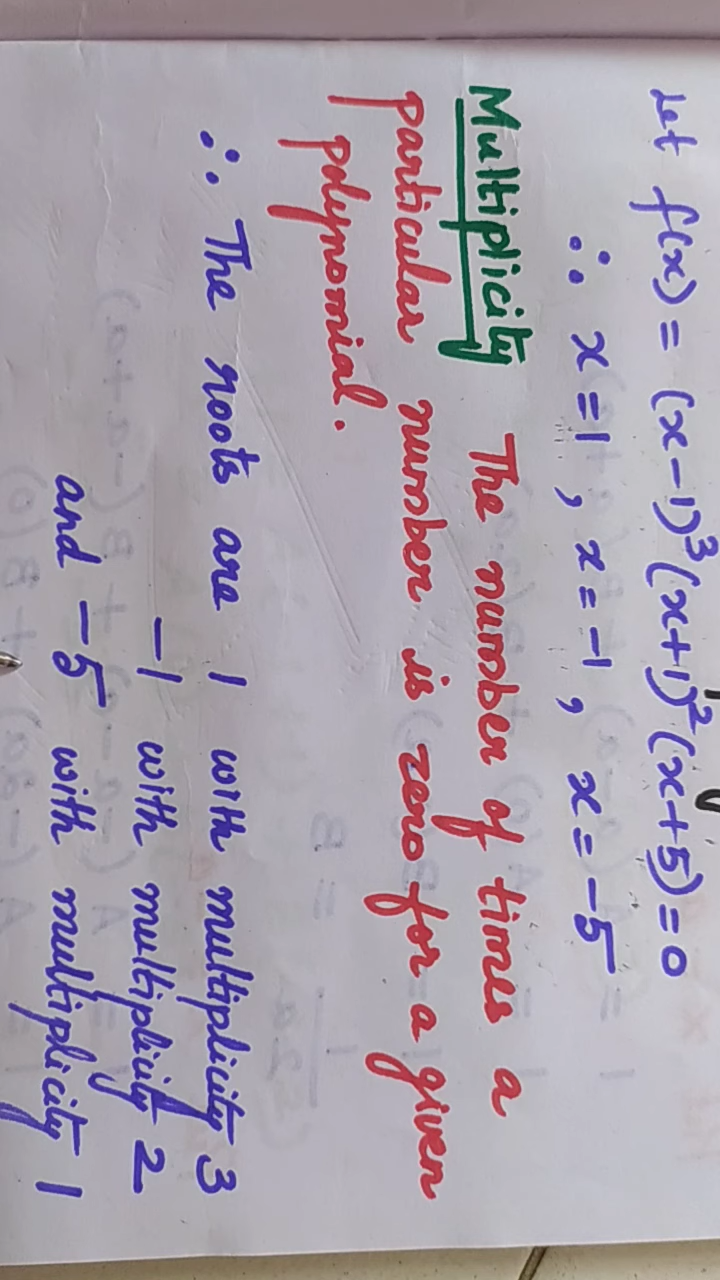 Let f(x) = (x-1)³ (x+1)² (x+5) = 0
∴ x = 1, x = -1, x = -5
Multiplicity The number of times a
particular number is zero for a given
polynomial.
∴ The roots are 1 with multiplicity 3
-1 with multiplicity 2
and -5 with multiplicity 1